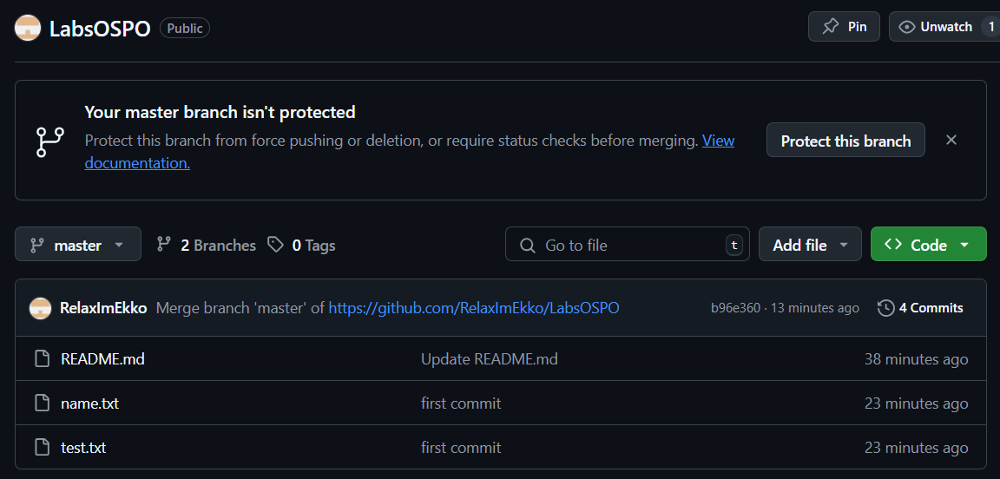 LabsOSPO Public Pin Unwatch 1
Your master branch isn't protected
Protect this branch from force pushing or deletion, or require status checks before merging. View
documentation.
Protect this branch
master 2 Branches 0 Tags Go to file t Add file Code
RelaxImEkko Merge branch 'master' of https://github.com/RelaxImEkko/LabsOSPO b96e360 · 13 minutes ago 4 Commits
README.md Update README.md 38 minutes ago
name.txt first commit 23 minutes ago
test.txt first commit 23 minutes ago